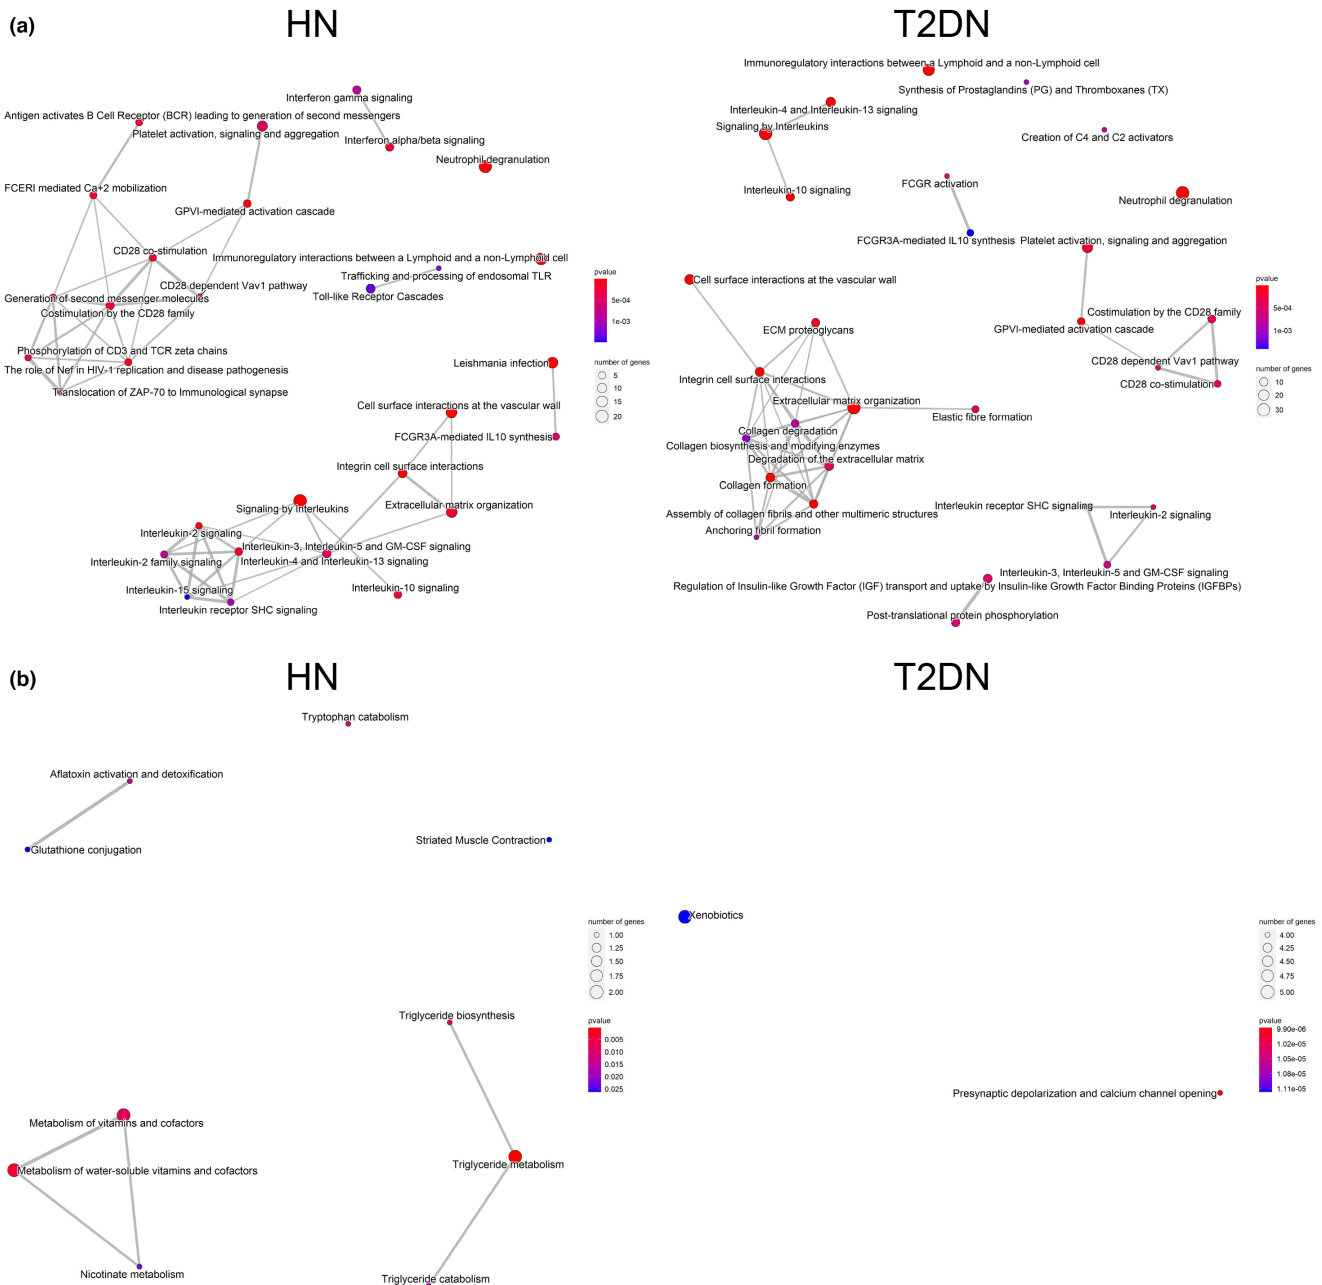 (a)
HN
Interferon gamma signaling
Antigen activates B Cell Receptor (BCR) leading to generation of second messengers
Platelet activation, signaling and aggregation
Interferon alpha/beta signaling
Neutrophil degranulation
FCERI mediated Ca+2 mobilization
GPVI-mediated activation cascade
CD28 co-stimulation
Immunoregulatory interactions between a Lymphoid and a non-Lymphoid cell
Trafficking and processing of endosomal TLR
CD28 dependent Vav1 pathway
Toll-like Receptor Cascades
Generation of second messenger molecules
Costimulation by the CD28 family
Phosphorylation of CD3 and TCR zeta chains
The role of Nef in HIV-1 replication and disease pathogenesis
Translocation of ZAP-70 to Immunological synapse
Leishmania infection
Cell surface interactions at the vascular wall
FCGR3A-mediated IL10 synthesis
Integrin cell surface interactions
Extracellular matrix organization
Signaling by Interleukins
Interleukin-2 signaling
Interleukin-3, Interleukin-5 and GM-CSF signaling
Interleukin-2 family signaling
Interleukin-4 and Interleukin-13 signaling
Interleukin-15 signaling
Interleukin-10 signaling
Interleukin receptor SHC signaling
pvalue
5e-04
1e-03
number of genes
5
10
15
20
T2DN
Immunoregulatory interactions between a Lymphoid and a non-Lymphoid cell
Synthesis of Prostaglandins (PG) and Thromboxanes (TX)
Interleukin-4 and Interleukin-13 signaling
Signaling by Interleukins
Creation of C4 and C2 activators
FCGR activation
Interleukin-10 signaling
Neutrophil degranulation
FCGR3A-mediated IL10 synthesis
Platelet activation, signaling and aggregation
Cell surface interactions at the vascular wall
Costimulation by the CD28 family
ECM proteoglycans
GPVI-mediated activation cascade
CD28 dependent Vav1 pathway
Integrin cell surface interactions
CD28 co-stimulation
Extracellular matrix organization
Elastic fibre formation
Collagen degradation
Collagen biosynthesis and modifying enzymes
Degradation of the extracellular matrix
Collagen formation
Assembly of collagen fibrils and other multimeric structures
Anchoring fibril formation
Interleukin receptor SHC signaling
Interleukin-2 signaling
Interleukin-3, Interleukin-5 and GM-CSF signaling
Regulation of Insulin-like Growth Factor (IGF) transport and uptake by Insulin-like Growth Factor Binding Proteins (IGFBPs)
Post-translational protein phosphorylation
pvalue
5e-04
1e-03
number of genes
10
20
30
(b)
HN
Tryptophan catabolism
Aflatoxin activation and detoxification
Striated Muscle Contraction
Glutathione conjugation
Triglyceride biosynthesis
Metabolism of vitamins and cofactors
Triglyceride metabolism
Metabolism of water-soluble vitamins and cofactors
Nicotinate metabolism
Triglyceride catabolism
number of genes
1.00
1.25
1.50
1.75
2.00
pvalue
0.005
0.010
0.015
0.020
0.025
T2DN
Xenobiotics
Presynaptic depolarization and calcium channel opening
number of genes
4.00
4.25
4.50
4.75
5.00
pvalue
9.90e-06
1.02e-05
1.05e-05
1.08e-05
1.11e-05